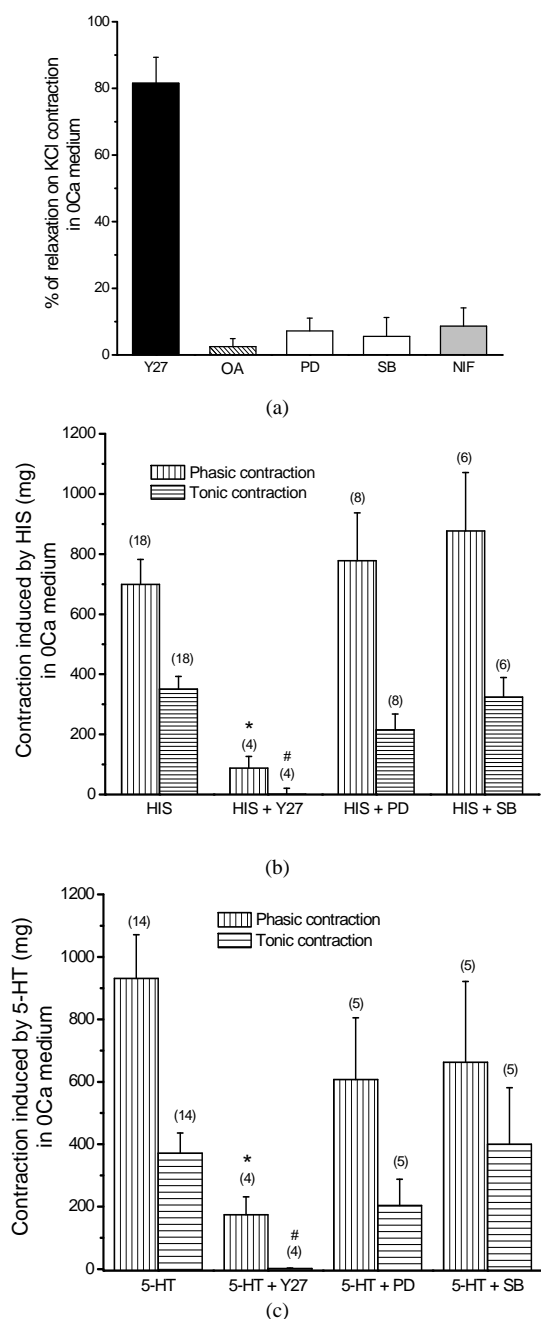 100
80
60
40
20
0
% of relaxation on KCl contraction
in 0Ca medium
Y27 OA PD SB NIF
(a)
1200
1000
800
600
400
200
0
Contraction induced by HIS (mg)
in 0Ca medium
Phasic contraction
Tonic contraction
(18)
(18)
*
(4)
#
(4)
(8)
(8)
(6)
(6)
HIS HIS + Y27 HIS + PD HIS + SB
(b)
1200
1000
800
600
400
200
0
Contraction induced by 5-HT (mg)
in 0Ca medium
Phasic contraction
Tonic contraction
(14)
(14)
*
(4)
#
(4)
(5)
(5)
(5)
(5)
5-HT 5-HT + Y27 5-HT + PD 5-HT + SB
(c)